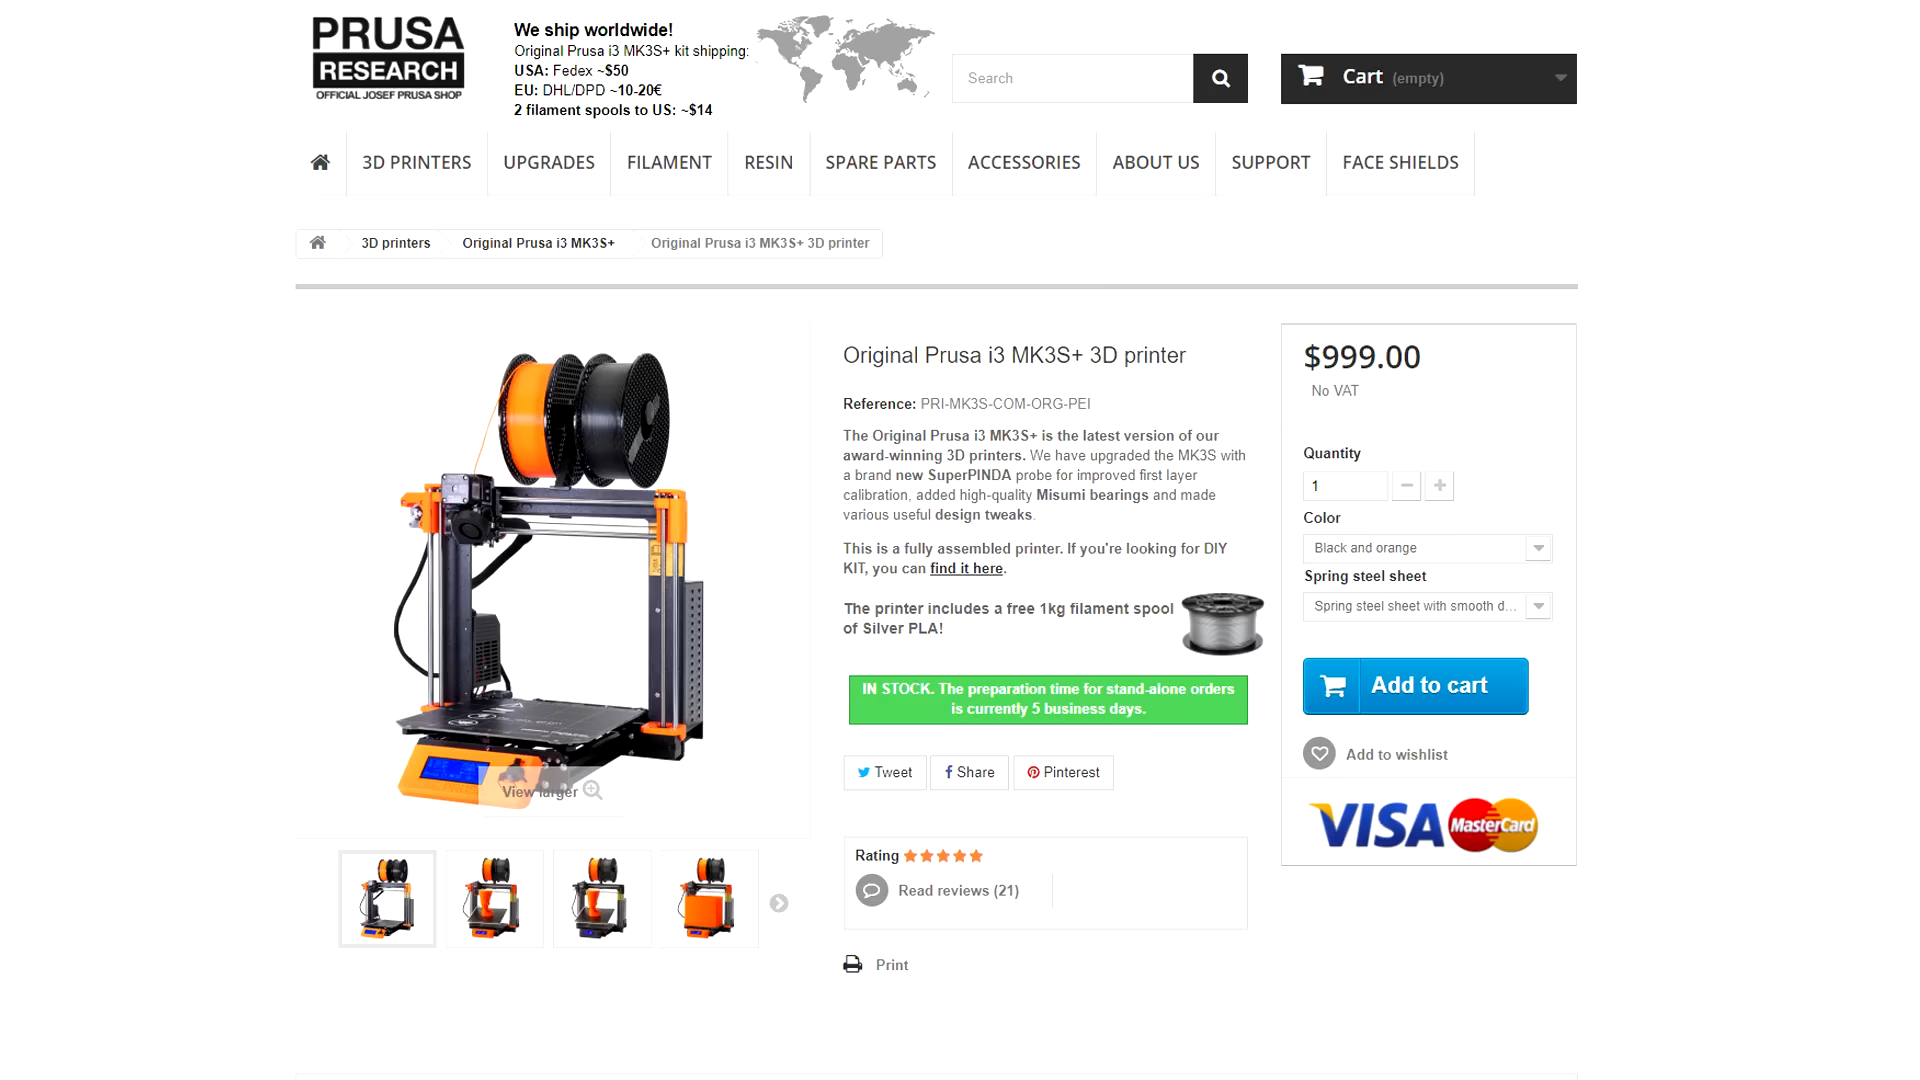 PRUSA
RESEARCH
OFFICIAL JOSEF PRUSA SHOP
We ship worldwide!
Original Prusa i3 MK3S+ kit shipping:
USA: Fedex ~$50
EU: DHL/DPD ~10-20€
2 filament spools to US: ~$14
Search
Cart (empty)
3D PRINTERS
UPGRADES
FILAMENT
RESIN
SPARE PARTS
ACCESSORIES
ABOUT US
SUPPORT
FACE SHIELDS
3D printers
Original Prusa i3 MK3S+
Original Prusa i3 MK3S+ 3D printer
View larger
Original Prusa i3 MK3S+ 3D printer
Reference: PRI-MK3S-COM-ORG-PEI
The Original Prusa i3 MK3S+ is the latest version of our
award-winning 3D printers. We have upgraded the MK3S with
a brand new SuperPINDA probe for improved first layer
calibration, added high-quality Misumi bearings and made
various useful design tweaks.
This is a fully assembled printer. If you're looking for DIY
KIT, you can find it here.
The printer includes a free 1kg filament spool
of Silver PLA!
IN STOCK. The preparation time for stand-alone orders
is currently 5 business days.
Tweet
Share
Pinterest
Rating
Read reviews (21)
Print
$999.00
No VAT
Quantity
1
Color
Black and orange
Spring steel sheet
Spring steel sheet with smooth d...
Add to cart
Add to wishlist
VISA
MasterCard